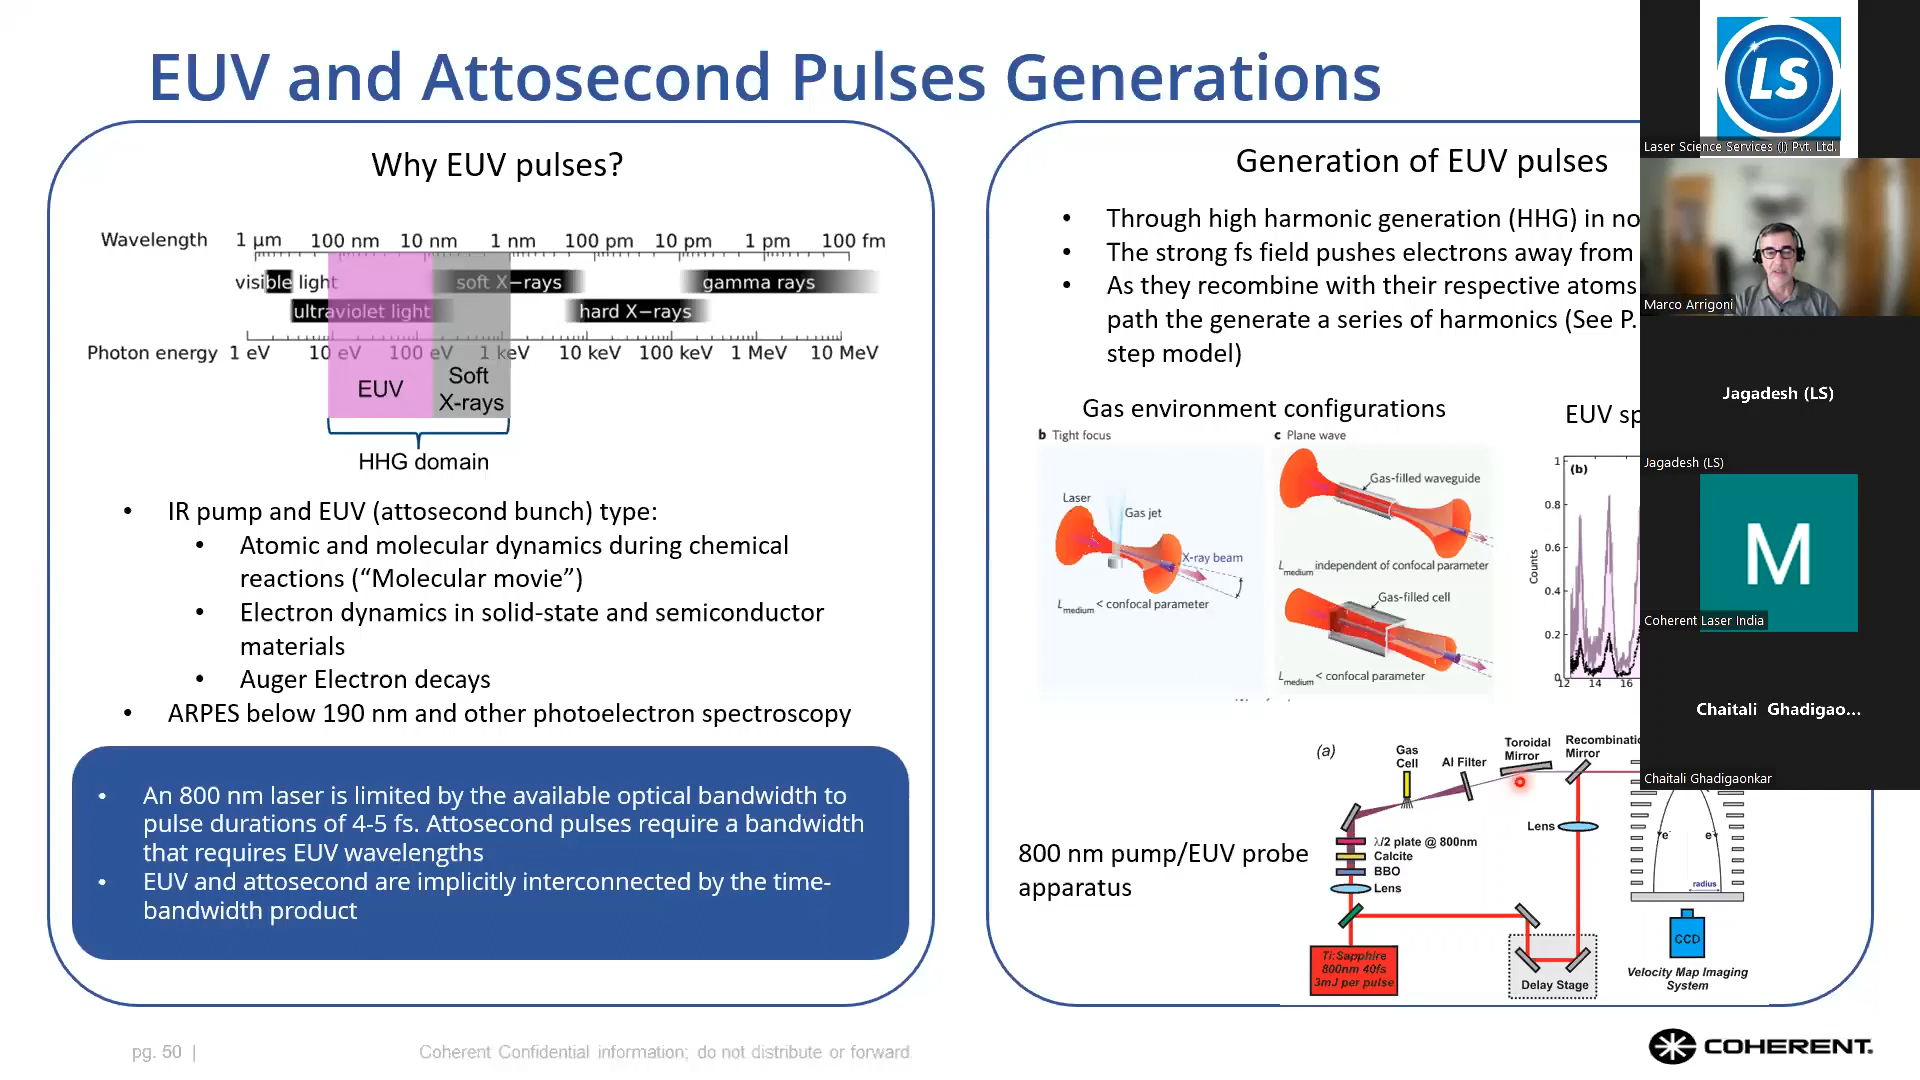 EUV and Attosecond Pulses Generations
Why EUV pulses?
Wavelength 1 µm 100 nm 10 nm 1 nm 100 pm 10 pm 1 pm 100 fm
visible light soft X−rays gamma rays
ultraviolet light hard X−rays
Photon energy 1 eV 10 eV 100 eV 1 keV 10 keV 100 keV 1 MeV 10 MeV
EUV
Soft
X-rays
HHG domain
• IR pump and EUV (attosecond bunch) type:
• Atomic and molecular dynamics during chemical
reactions (“Molecular movie”)
• Electron dynamics in solid-state and semiconductor
materials
• Auger Electron decays
• ARPES below 190 nm and other photoelectron spectroscopy
• An 800 nm laser is limited by the available optical bandwidth to
pulse durations of 4-5 fs. Attosecond pulses require a bandwidth
that requires EUV wavelengths
• EUV and attosecond are implicitly interconnected by the time-
bandwidth product
Generation of EUV pulses
• Through high harmonic generation (HHG) in no
• The strong fs field pushes electrons away from
• As they recombine with their respective atoms
path the generate a series of harmonics (See P.
step model)
Gas environment configurations
EUV sp
b Tight focus
Laser
Gas jet
X-ray beam
Lmedium < confocal parameter
c Plane wave
Gas-filled waveguide
Lmedium independent of confocal parameter
Gas-filled cell
Lmedium < confocal parameter
(b)
Counts
1
0.8
0.6
0.4
0.2
0
12 14 16
800 nm pump/EUV probe
apparatus
(a)
Gas
Cell
Al Filter
Toroidal
Mirror
Recombinatio
Mirror
λ/2 plate @ 800nm
Calcite
BBO
Lens
Lens
Ti:Sapphire
800nm 40fs
3mJ per pulse
Delay Stage
e- e-
radius
CCD
Velocity Map Imaging
System
pg. 50 |
Coherent Confidential information; do not distribute or forward.
COHERENT.
LS
Laser Science Services (I) Pvt. Ltd.
Marco Arrigoni
Jagadesh (LS)
Jagadesh (LS)
M
Coherent Laser India
Chaitali Ghadigao...
Chaitali Ghadigaonkar